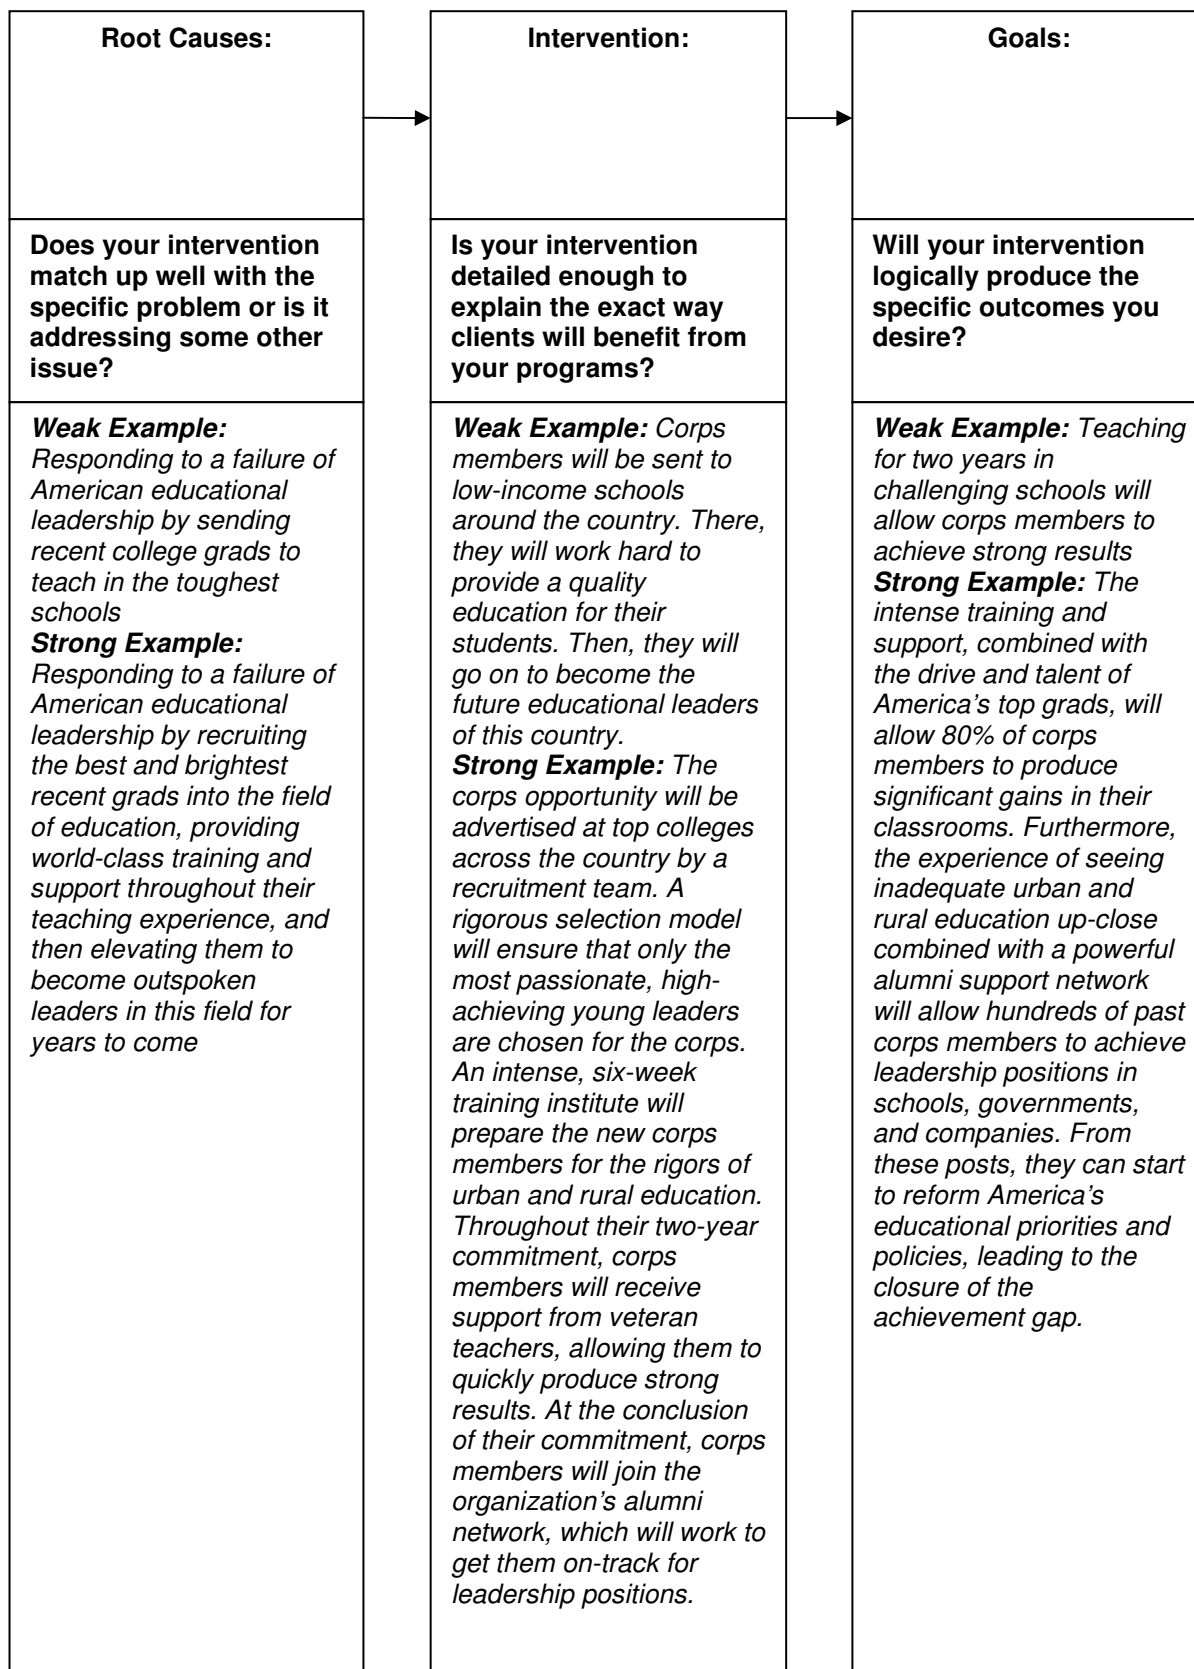 Root Causes:
Does your intervention
match up well with the
specific problem or is it
addressing some other
issue?
Weak Example:
Responding to a failure of
American educational
leadership by sending
recent college grads to
teach in the toughest
schools
Strong Example:
Responding to a failure of
American educational
leadership by recruiting
the best and brightest
recent grads into the field
of education, providing
world-class training and
support throughout their
teaching experience, and
then elevating them to
become outspoken
leaders in this field for
years to come
Intervention:
Is your intervention
detailed enough to
explain the exact way
clients will benefit from
your programs?
Weak Example: Corps
members will be sent to
low-income schools
around the country. There,
they will work hard to
provide a quality
education for their
students. Then, they will
go on to become the
future educational leaders
of this country.
Strong Example: The
corps opportunity will be
advertised at top colleges
across the country by a
recruitment team. A
rigorous selection model
will ensure that only the
most passionate, high-
achieving young leaders
are chosen for the corps.
An intense, six-week
training institute will
prepare the new corps
members for the rigors of
urban and rural education.
Throughout their two-year
commitment, corps
members will receive
support from veteran
teachers, allowing them to
quickly produce strong
results. At the conclusion
of their commitment, corps
members will join the
organization's alumni
network, which will work to
get them on-track for
leadership positions.
Goals:
Will your intervention
logically produce the
specific outcomes you
desire?
Weak Example: Teaching
for two years in
challenging schools will
allow corps members to
achieve strong results
Strong Example: The
intense training and
support, combined with
the drive and talent of
America's top grads, will
allow 80% of corps
members to produce
significant gains in their
classrooms. Furthermore,
the experience of seeing
inadequate urban and
rural education up-close
combined with a powerful
alumni support network
will allow hundreds of past
corps members to achieve
leadership positions in
schools, governments,
and companies. From
these posts, they can start
to reform America's
educational priorities and
policies, leading to the
closure of the
achievement gap.